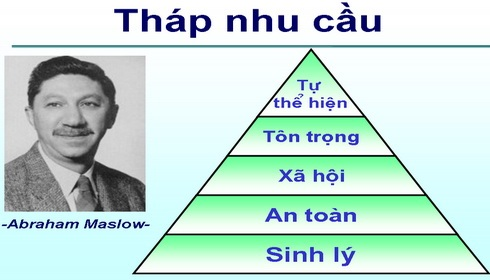 Tháp nhu cầu
Tự
thể hiện
Tôn trọng
Xã hội
An toàn
Sinh lý
-Abraham Maslow-